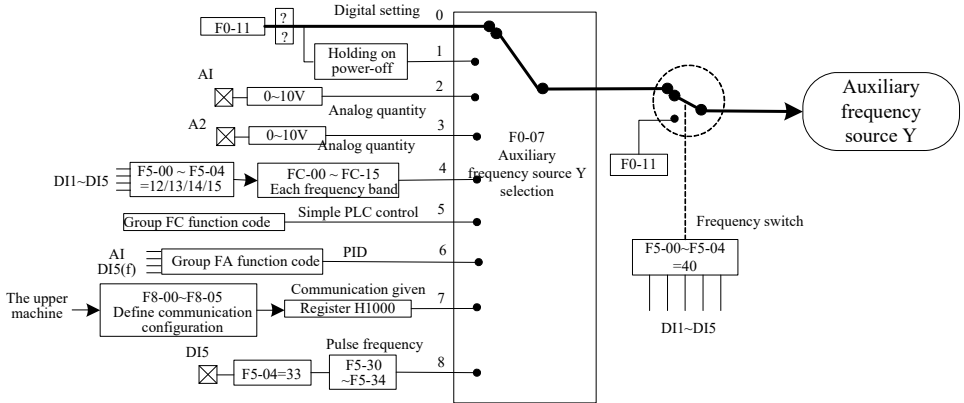 Digital setting
0
?
?
F0-11
Holding on
power-off
1
AI
0~10V
2
Analog quantity
A2
0~10V
3
Analog quantity
F0-07
Auxiliary
frequency source Y
selection
DI1~DI5
F5-00 ~ F5-04
=12/13/14/15
FC-00 ~ FC-15
Each frequency band
4
Group FC function code
Simple PLC control
5
AI
DI5(f)
Group FA function code
PID
6
The upper
machine
F8-00~F8-05
Define communication
configuration
Communication given
Register H1000
7
DI5
F5-04=33
Pulse frequency
F5-30
~F5-34
8
F0-11
Frequency switch
F5-00~F5-04
=40
DI1~DI5
Auxiliary
frequency
source Y